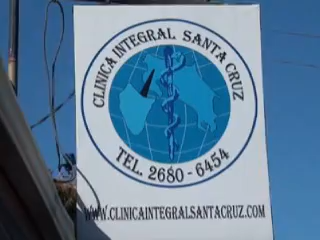 CLINICA INTEGRAL SANTA CRUZ
TEL. 2680 - 6454
WWW.CLINICAINTEGRALSANTACRUZ.COM